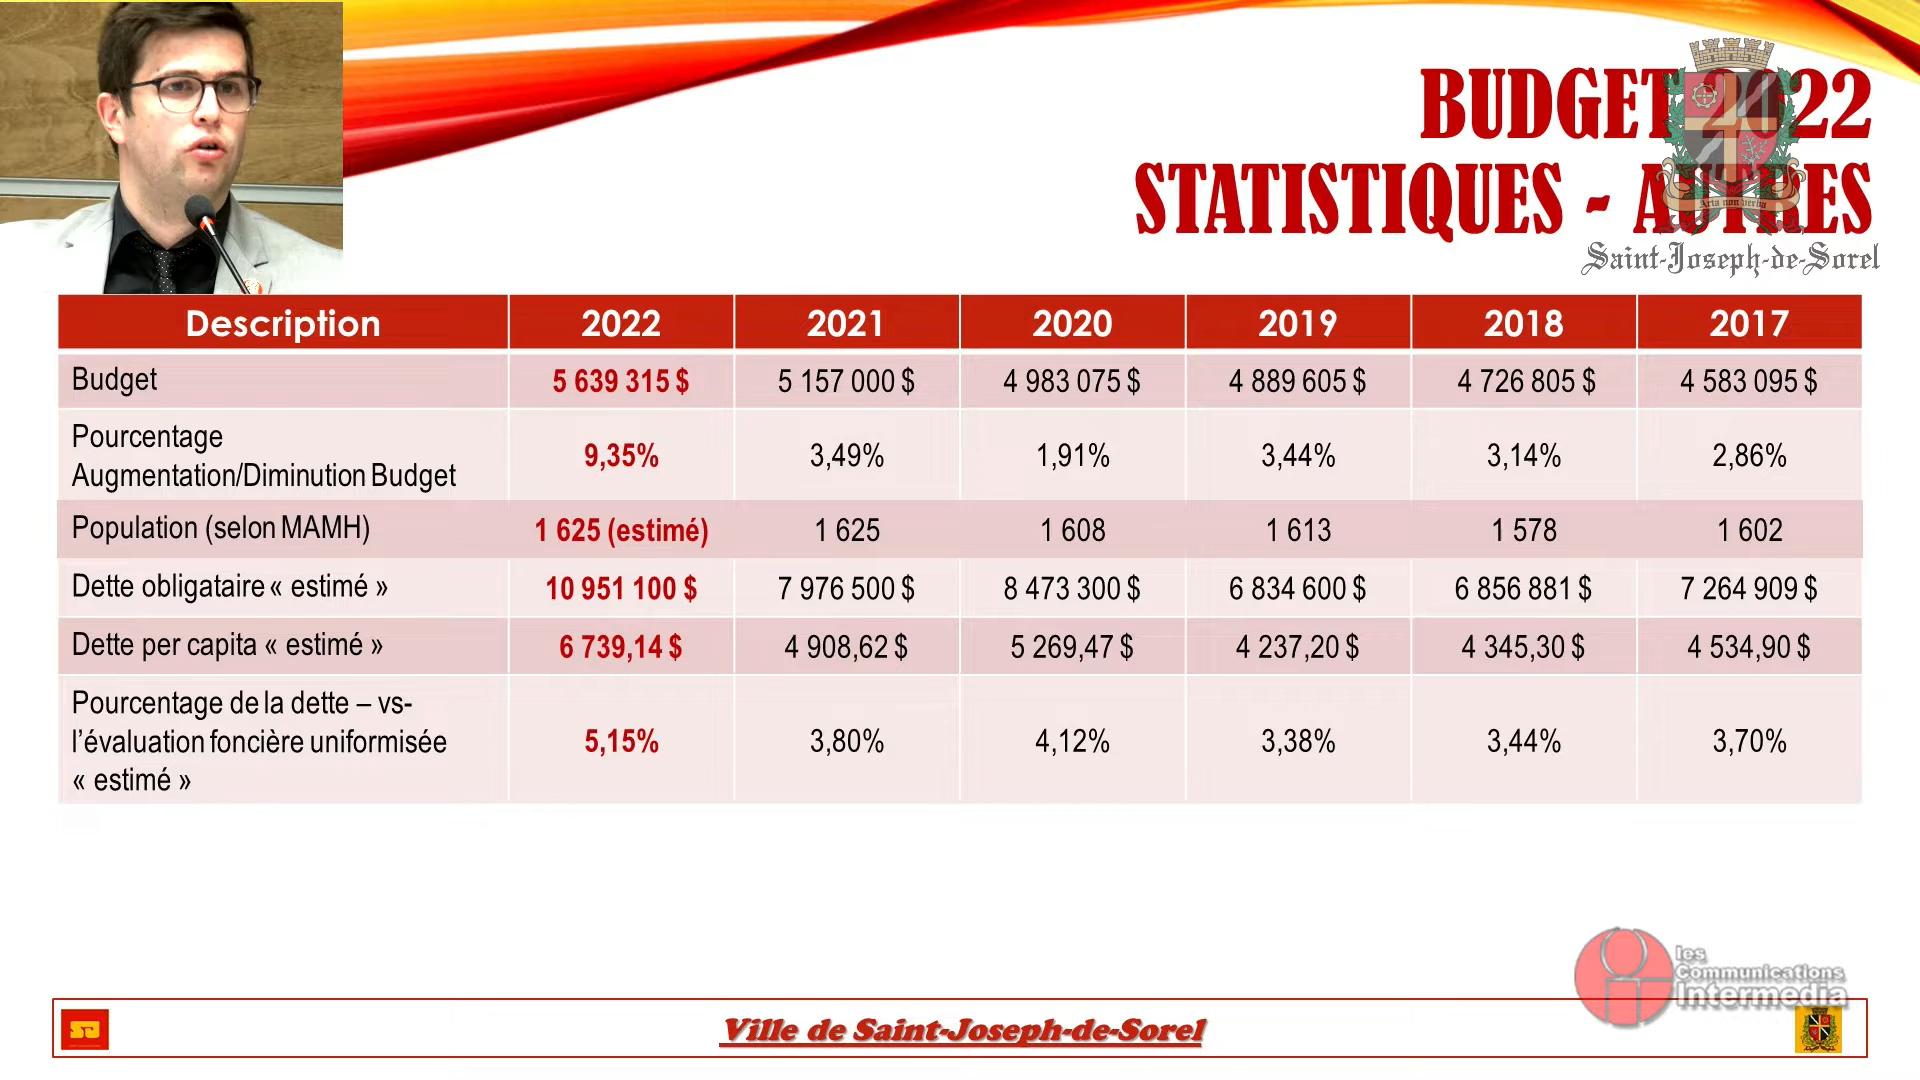 BUDGET 2022
STATISTIQUES - AUTRES
Arta non verba
Saint-Joseph-de-Sorel
Description 2022 2021 2020 2019 2018 2017
Budget 5 639 315 $ 5 157 000 $ 4 983 075 $ 4 889 605 $ 4 726 805 $ 4 583 095 $
Pourcentage
Augmentation/Diminution Budget 9,35% 3,49% 1,91% 3,44% 3,14% 2,86%
Population (selon MAMH) 1 625 (estimé) 1 625 1 608 1 613 1 578 1 602
Dette obligataire « estimé » 10 951 100 $ 7 976 500 $ 8 473 300 $ 6 834 600 $ 6 856 881 $ 7 264 909 $
Dette per capita « estimé » 6 739,14 $ 4 908,62 $ 5 269,47 $ 4 237,20 $ 4 345,30 $ 4 534,90 $
Pourcentage de la dette – vs-
l'évaluation foncière uniformisée 5,15% 3,80% 4,12% 3,38% 3,44% 3,70%
« estimé »
les
Communications
Intermedia
Ville de Saint-Joseph-de-Sorel